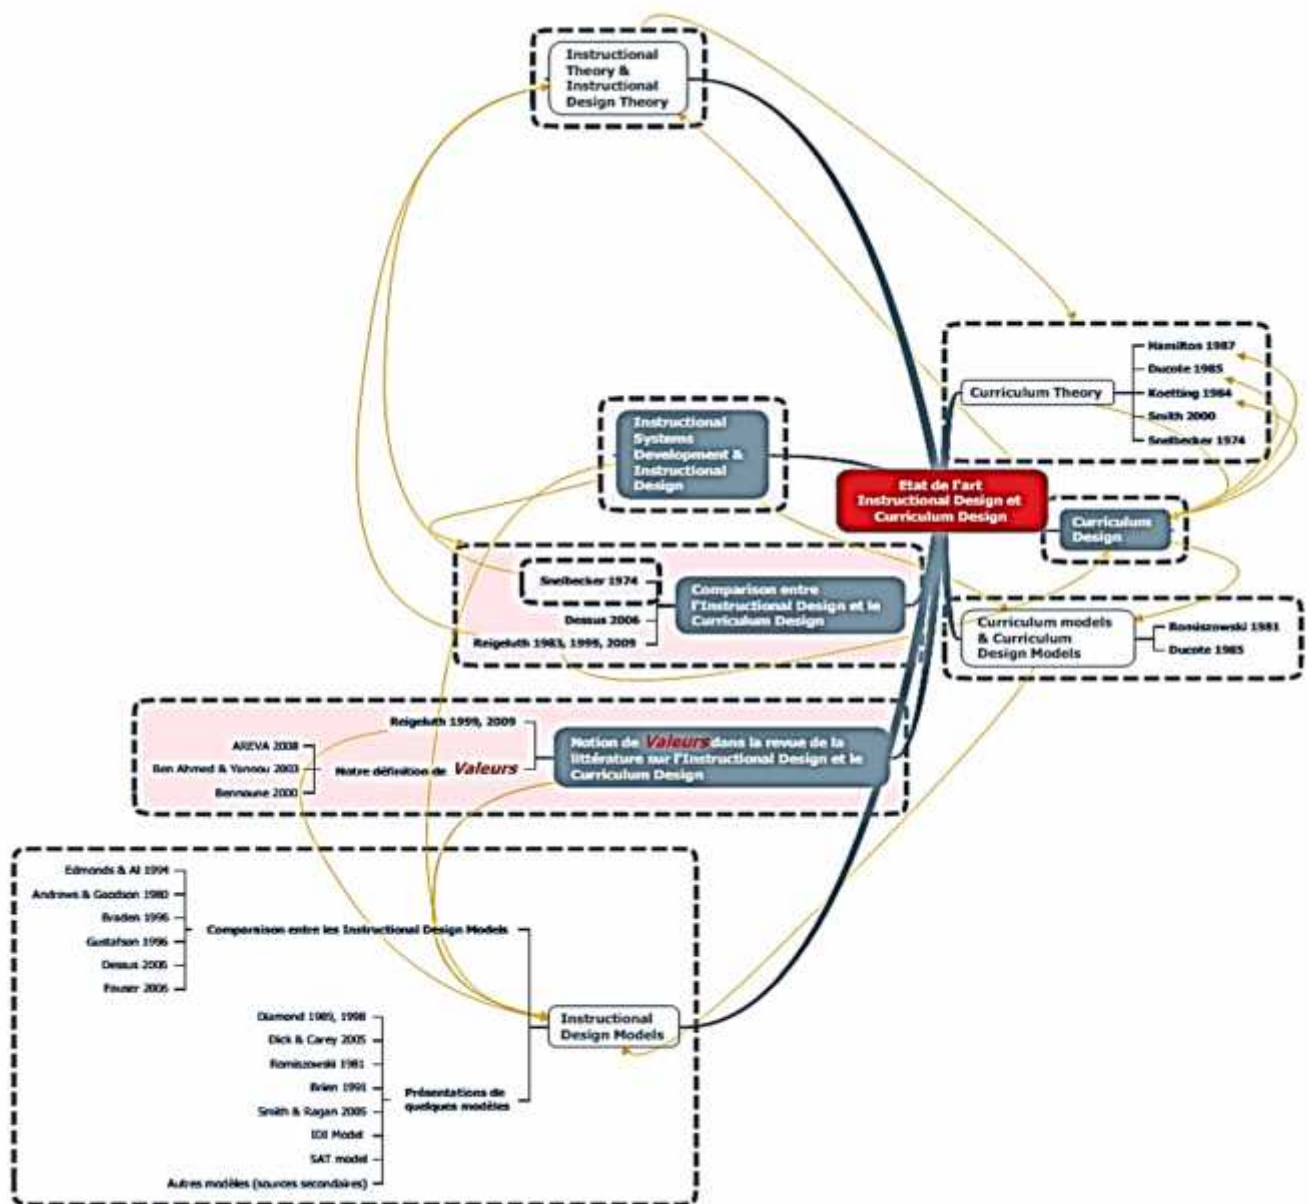 Instructional
Theory &
Instructional
Design Theory
Hamilton 1987
Ducote 1985
Curriculum Theory
Koetting 1984
Smith 2000
Snelbecker 1974
Instructional
Systems
Development &
Instructional
Design
Etat de l'art
Instructional Design et
Curriculum Design
Curriculum
Design
Snelbecker 1974
Dessus 2006
Reigeluth 1983, 1999, 2009
Comparison entre
l'Instructional Design et le
Curriculum Design
Curriculum models
& Curriculum
Design Models
Romiszowski 1981
Ducote 1985
Reigeluth 1999, 2009
AREVA 2008
Ben Ahmed & Yannou 2003
Bennoune 2000
Notre définition de Valeurs
Notion de Valeurs dans la revue de la
littérature sur l'Instructional Design et le
Curriculum Design
Edmonds & Al 1994
Andrews & Goodson 1980
Braden 1996
Gustafson 1996
Dessus 2006
Fouser 2006
Comparaison entre les Instructional Design Models
Instructional
Design Models
Diamond 1989, 1998
Dick & Carey 2005
Romiszowski 1981
Brien 1991
Smith & Ragan 2005
IDI Model
SAT model
Autres modèles (sources secondaires)
Présentations de
quelques modèles